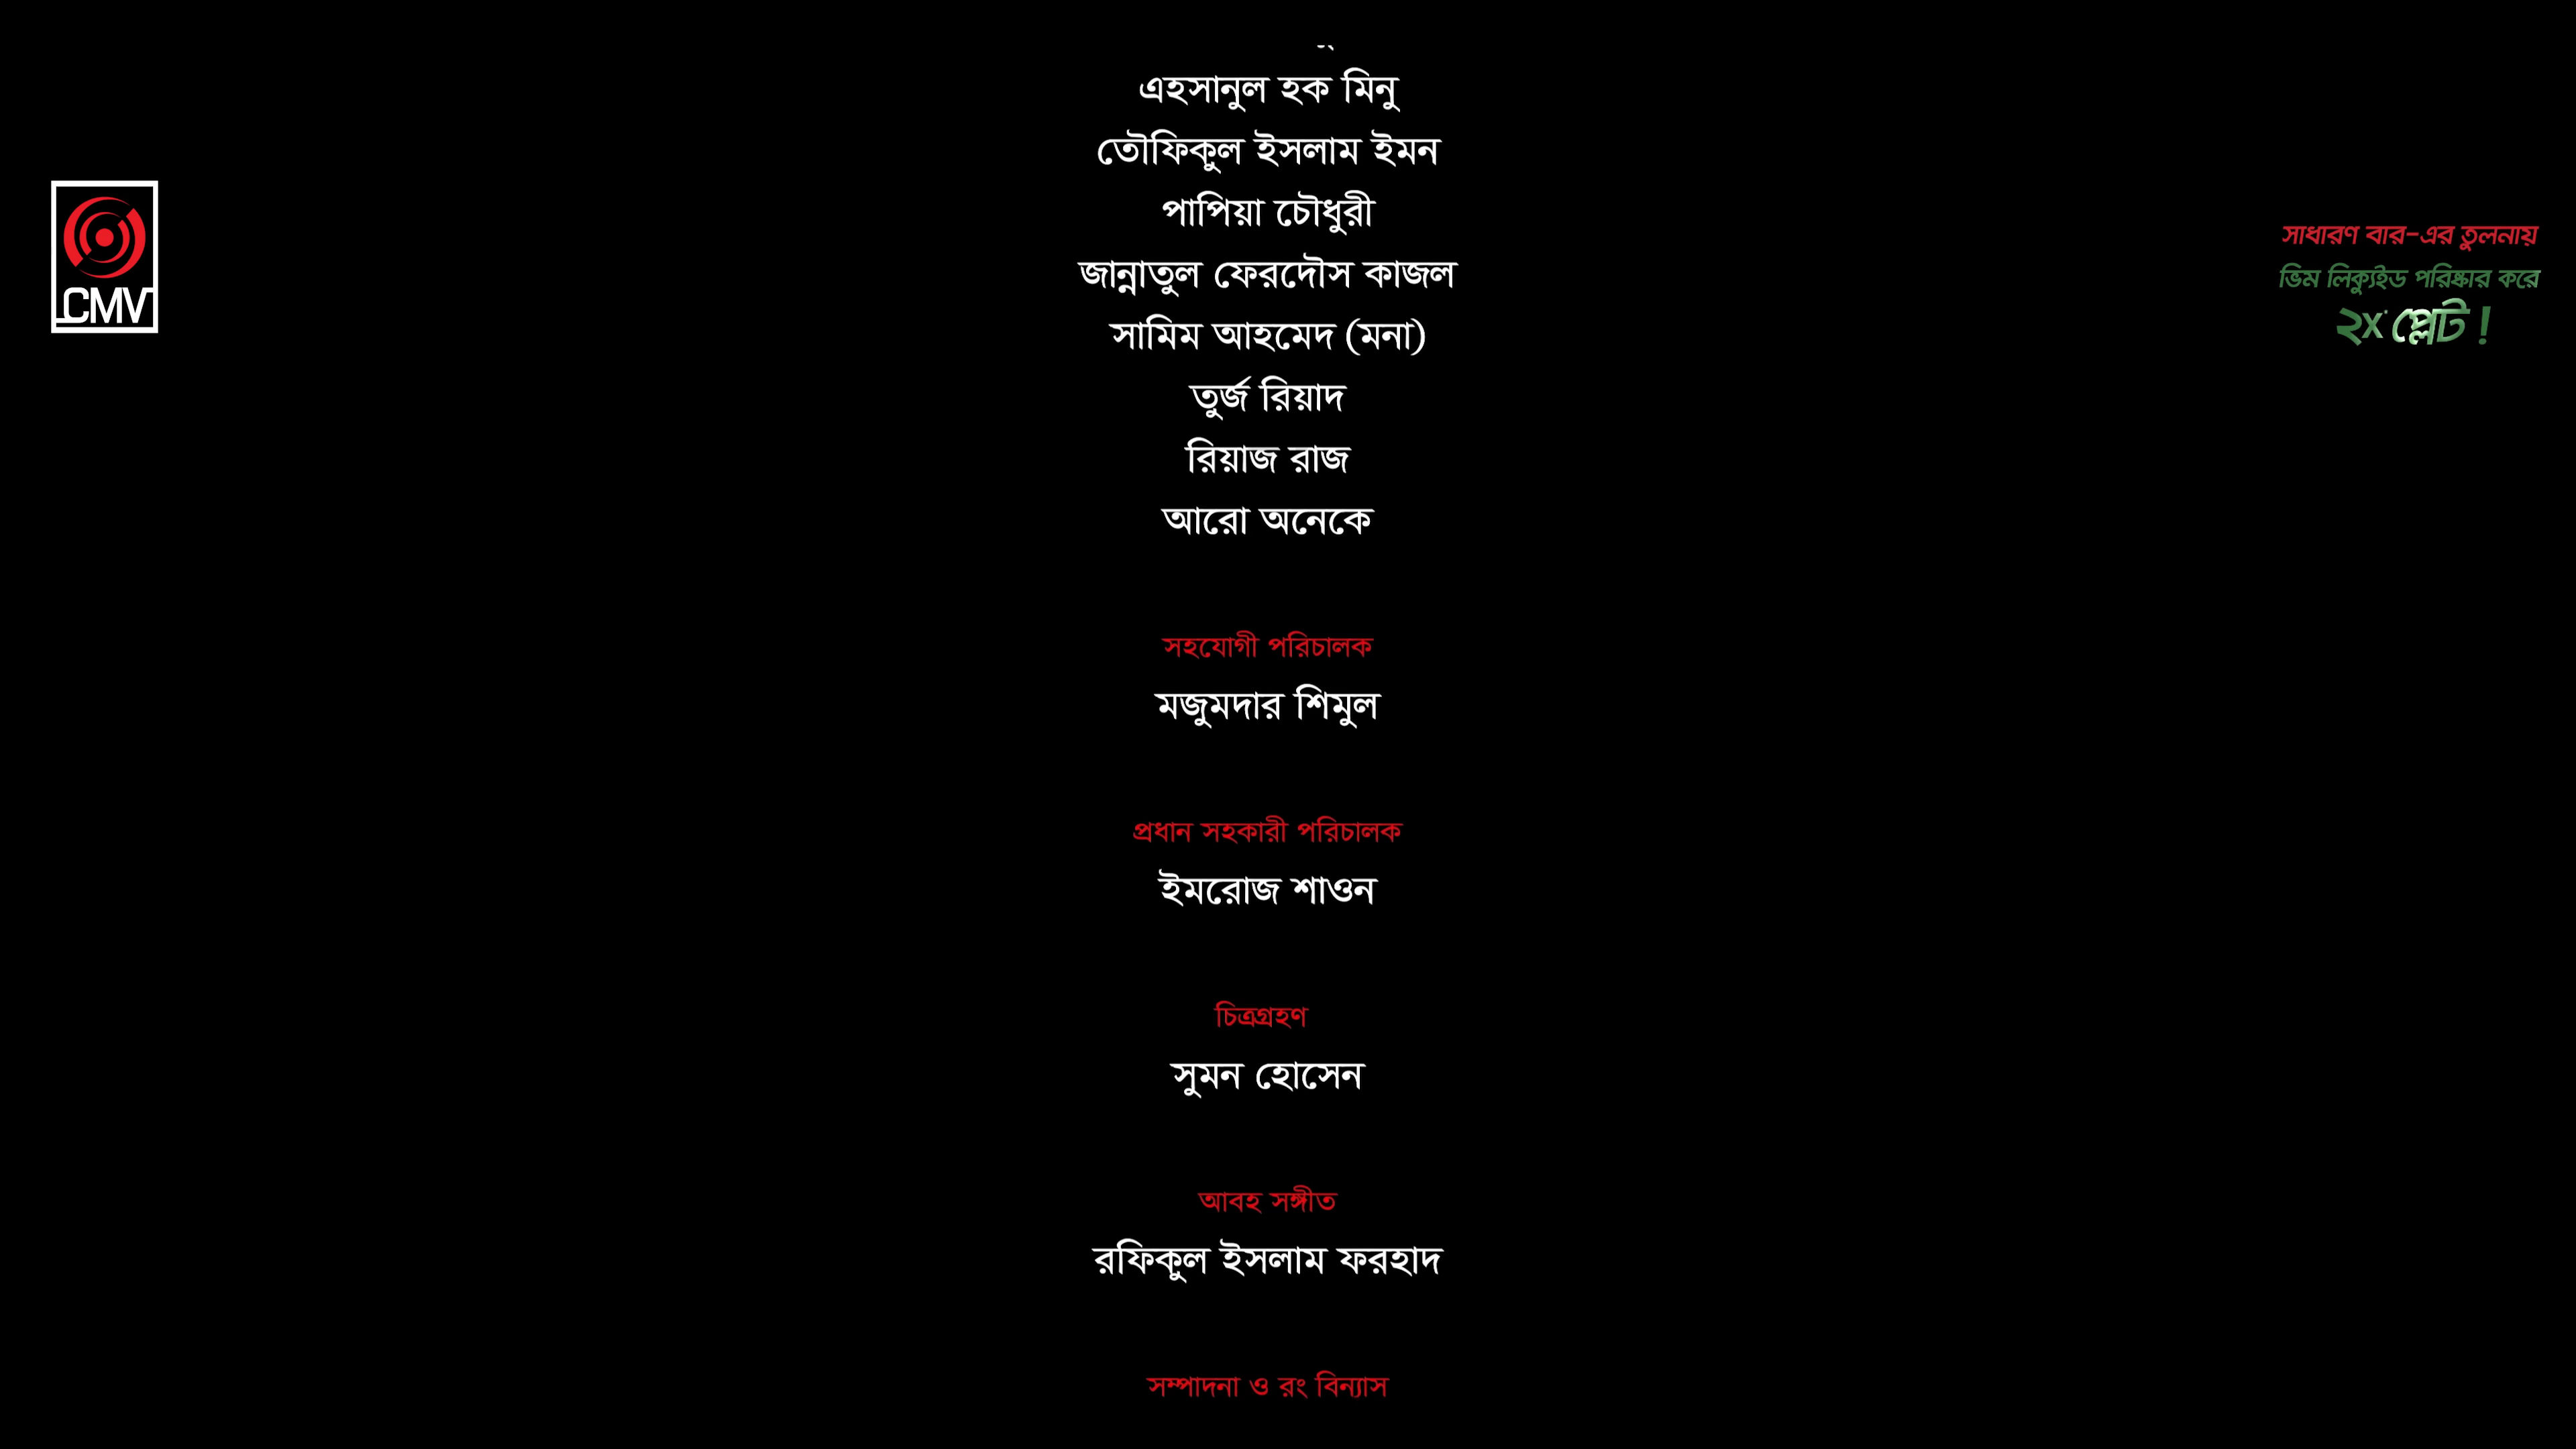 এহসানুল হক মিনু
তৌফিকুল ইসলাম ইমন
পাপিয়া চৌধুরী
জান্নাতুল ফেরদৌস কাজল
সামিম আহমেদ (মনা)
তুর্জ রিয়াদ
রিয়াজ রাজ
আরো অনেকে
সহযোগী পরিচালক
মজুমদার শিমুল
প্রধান সহকারী পরিচালক
ইমরোজ শাওন
চিত্রগ্রহণ
সুমন হোসেন
আবহ সঙ্গীত
রফিকুল ইসলাম ফরহাদ
সম্পাদনা ও রং বিন্যাস
CMV
সাধারণ বার-এর তুলনায়
ভিম লিক্যুইড পরিষ্কার করে
২X* প্লেট !